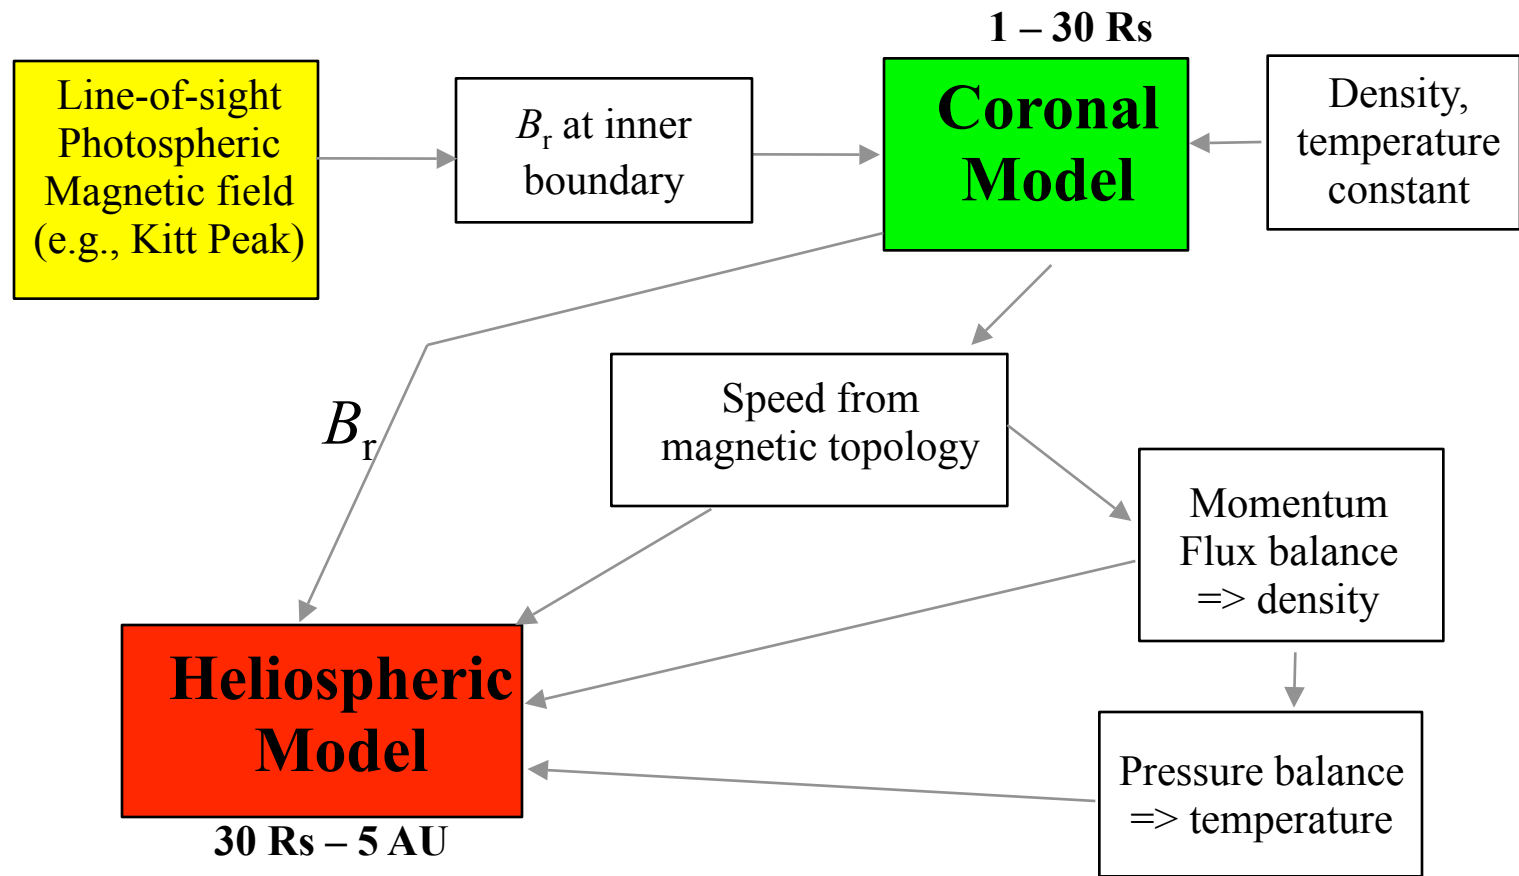 1 – 30 Rs
Line-of-sight
Photospheric
Magnetic field
(e.g., Kitt Peak)
Br at inner
boundary
Coronal
Model
Density,
temperature
constant
Br
Speed from
magnetic topology
Momentum
Flux balance
=> density
Heliospheric
Model
30 Rs – 5 AU
Pressure balance
=> temperature